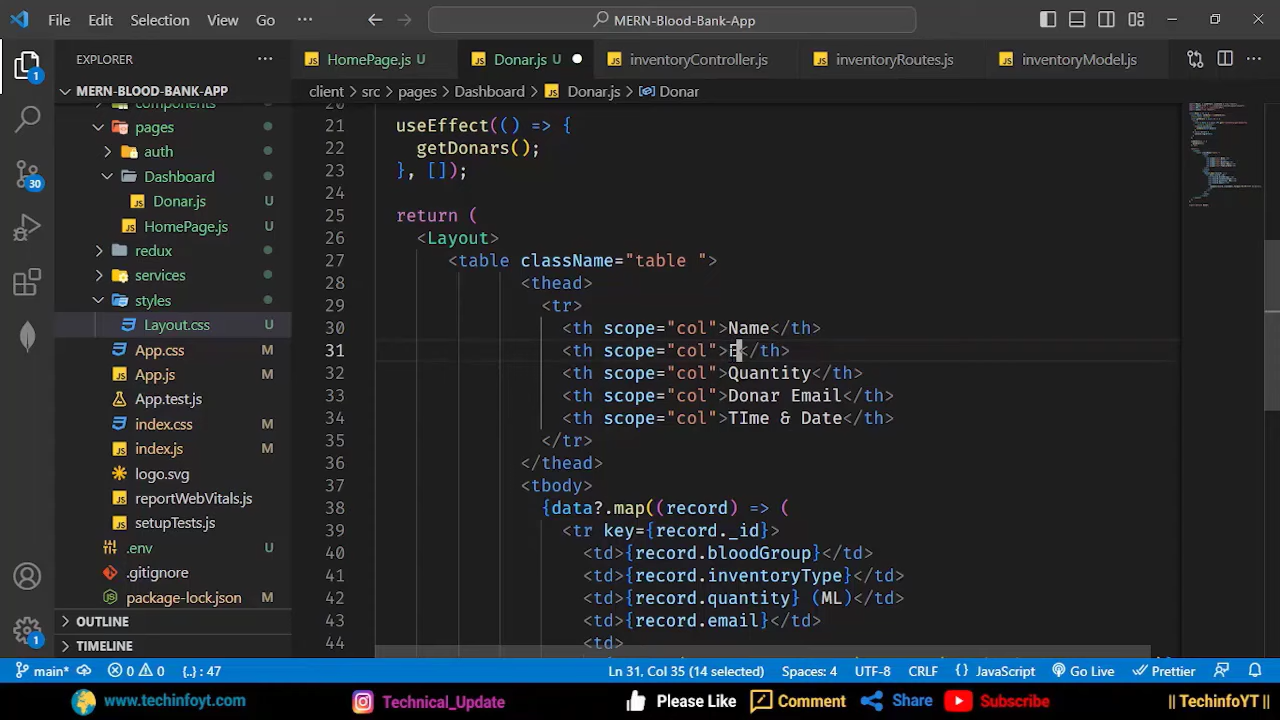 File Edit Selection View Go ··· MERN-Blood-Bank-App
EXPLORER ···
HomePage.js U
Donar.js U
inventoryController.js
inventoryRoutes.js
inventoryModel.js
···
MERN-BLOOD-BANK-APP
client > src > pages > Dashboard > Donar.js > Donar
1
30
1
components
pages
auth
Dashboard
Donar.js U
HomePage.js U
redux
services
styles
Layout.css U
App.css M
App.js M
App.test.js
index.css M
index.js M
logo.svg
reportWebVitals.js
setupTests.js
.env U
.gitignore
package-lock.json M
OUTLINE
TIMELINE
20
21 useEffect(() => {
22 getDonars();
23 }, []);
24
25 return (
26 <Layout>
27 <table className="table ">
28 <thead>
29 <tr>
30 <th scope="col">Name</th>
31 <th scope="col">E</th>
32 <th scope="col">Quantity</th>
33 <th scope="col">Donar Email</th>
34 <th scope="col">TIme & Date</th>
35 </tr>
36 </thead>
37 <tbody>
38 {data?.map((record) => (
39 <tr key={record._id}>
40 <td>{record.bloodGroup}</td>
41 <td>{record.inventoryType}</td>
42 <td>{record.quantity} (ML)</td>
43 <td>{record.email}</td>
44 <td>
main* 0 0 {..} : 47 Ln 31, Col 35 (14 selected) Spaces: 4 UTF-8 CRLF {} JavaScript Go Live Prettier
www.techinfoyt.com Technical_Update Please Like Comment Share Subscribe || TechinfoYT ||